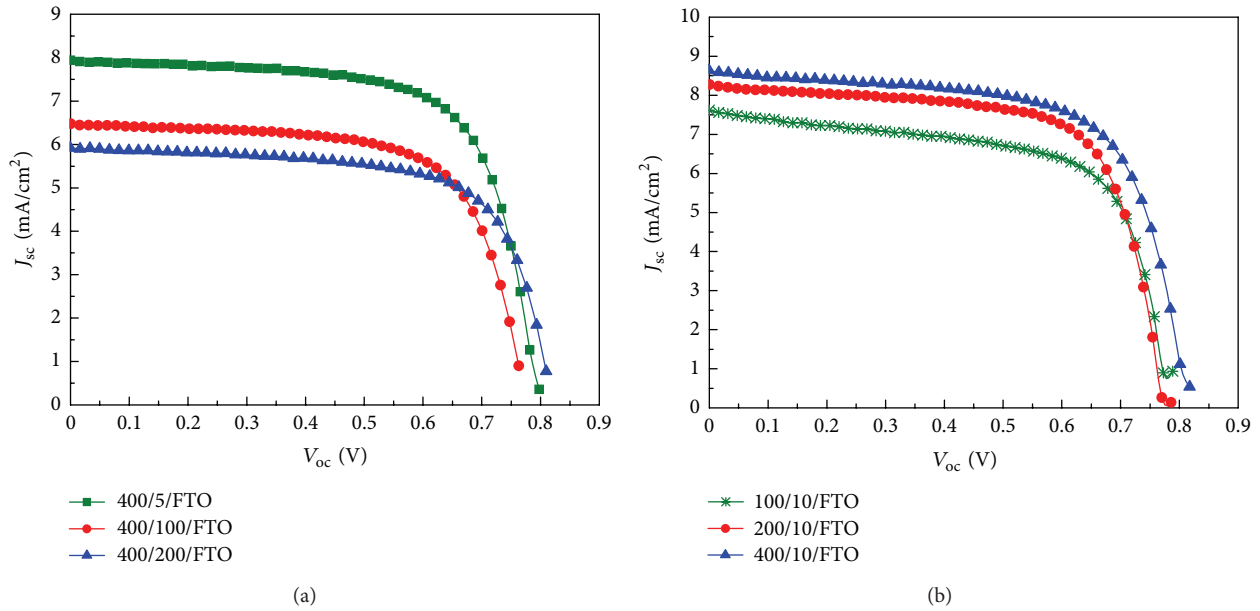 9
8
7
6
5
4
3
2
1
0
J_sc (mA/cm²)
0 0.1 0.2 0.3 0.4 0.5 0.6 0.7 0.8 0.9
V_oc (V)
400/5/FTO
400/100/FTO
400/200/FTO
(a)
10
9
8
7
6
5
4
3
2
1
0
J_sc (mA/cm²)
0 0.1 0.2 0.3 0.4 0.5 0.6 0.7 0.8 0.9
V_oc (V)
100/10/FTO
200/10/FTO
400/10/FTO
(b)